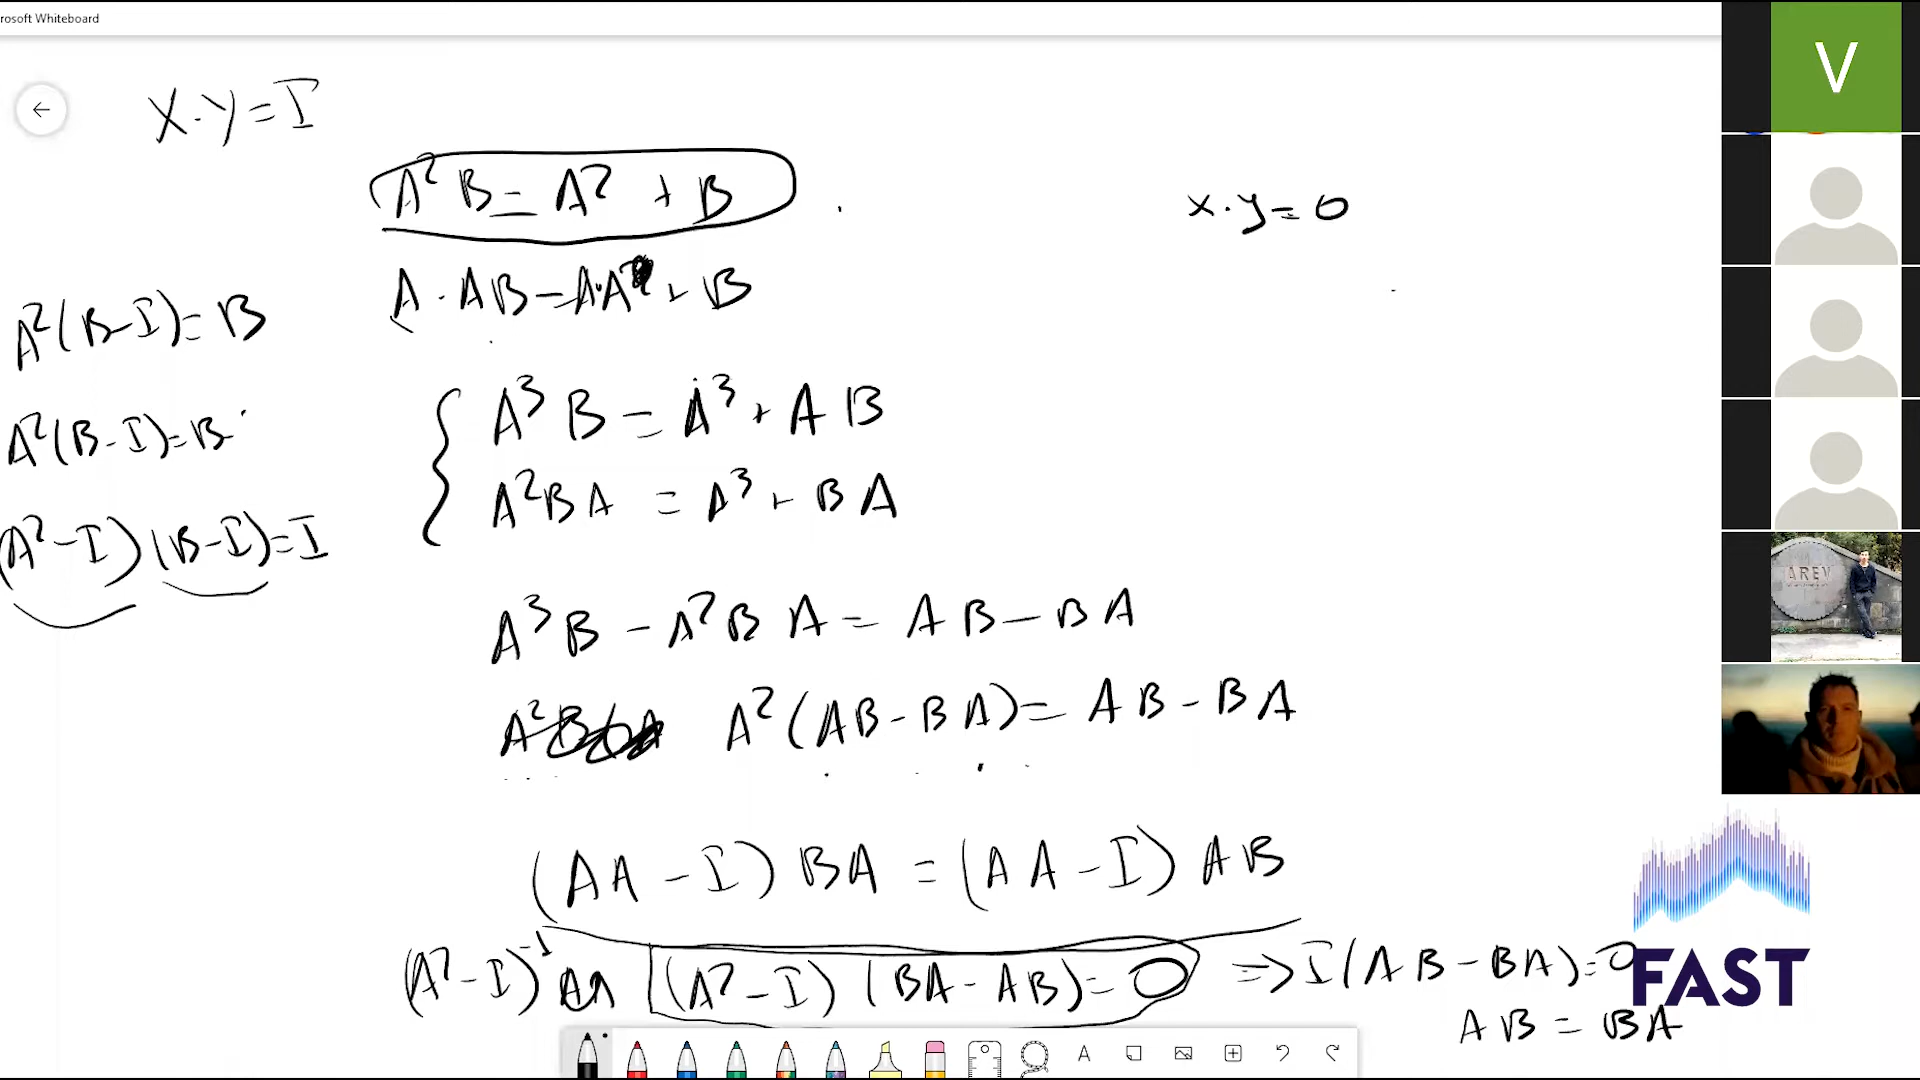 rosoft Whiteboard
V
X·Y=I
A²B=A²+B
x·y=0
A·AB=A·A²+B
A²(B-I)=B
A³B=A³+AB
A²(B-I)=B
A²BA=A³+BA
(A²-I)(B-I)=I
AREV
A³B-A²BA=AB-BA
A²(AB-BA)=AB-BA
(AA-I)BA=(AA-I)AB
(A²-I)⁻¹ (A²-I)(BA-AB)=0 =>I(AB-BA)=0
FAST
AB=BA
A